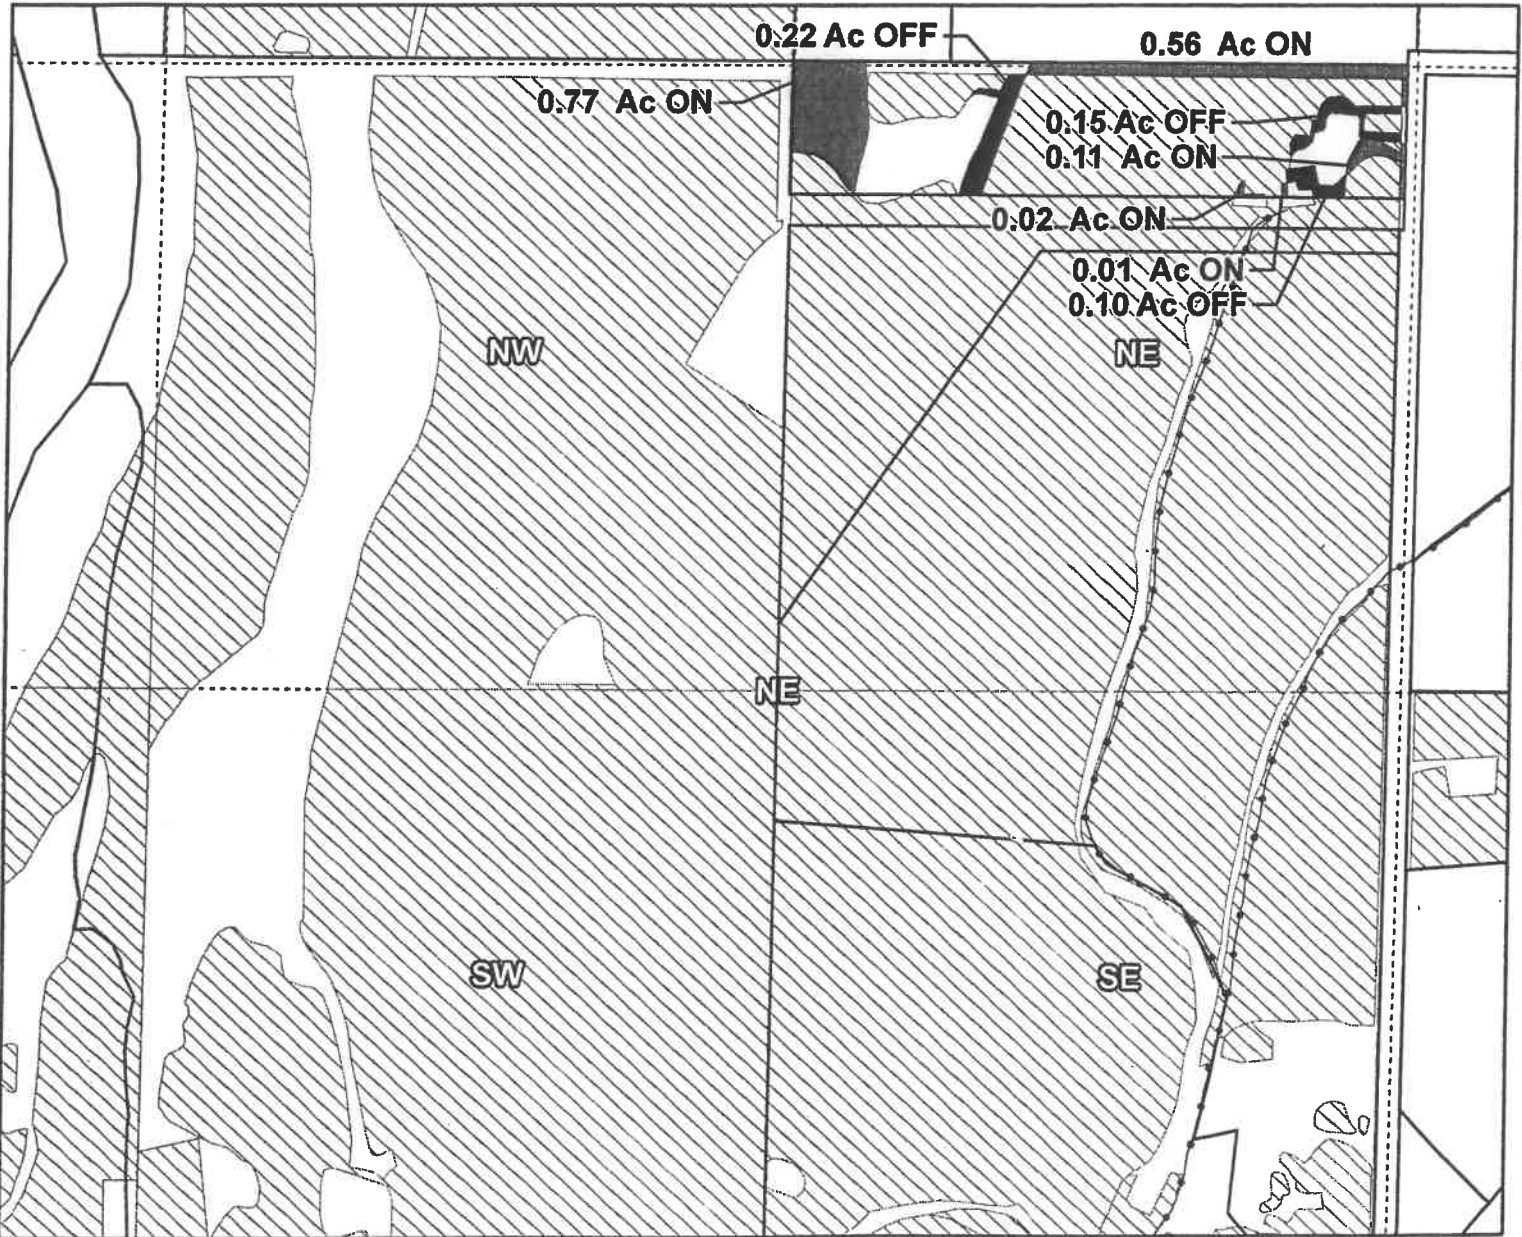 0.22 Ac OFF
0.56 Ac ON
0.77 Ac ON
0.15 Ac OFF
0.11 Ac ON
0.02 Ac ON
0.01 Ac ON
0.10 Ac OFF
NW
NE
NE
SW
SE